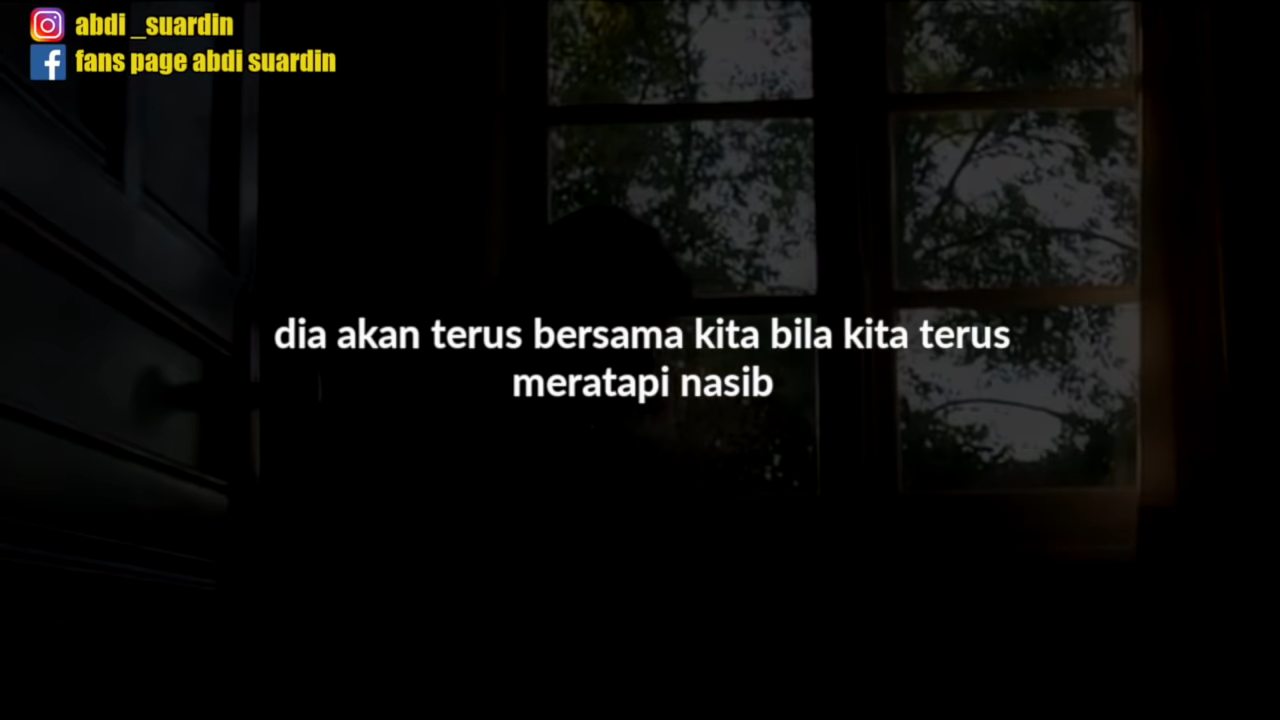 abdi _suardin
fans page abdi suardin
dia akan terus bersama kita bila kita terus
meratapi nasib